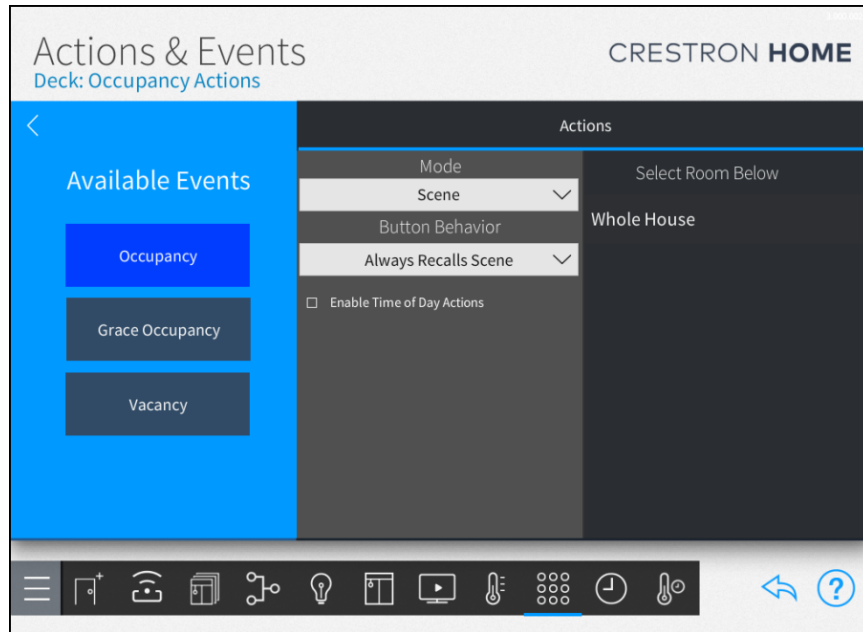 Actions & Events
Deck: Occupancy Actions
CRESTRON HOME
Available Events
Occupancy
Grace Occupancy
Vacancy
Actions
Mode
Scene
Button Behavior
Always Recalls Scene
Enable Time of Day Actions
Select Room Below
Whole House
?